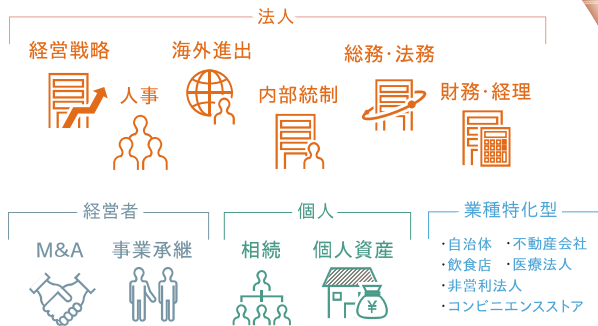 法人
経営戦略
海外進出
総務・法務
人事
内部統制
財務・経理
経営者
M&A
事業承継
個人
相続
個人資産
¥
業種特化型
・自治体 ・不動産会社
・飲食店 ・医療法人
・非営利法人
・コンビニエンスストア